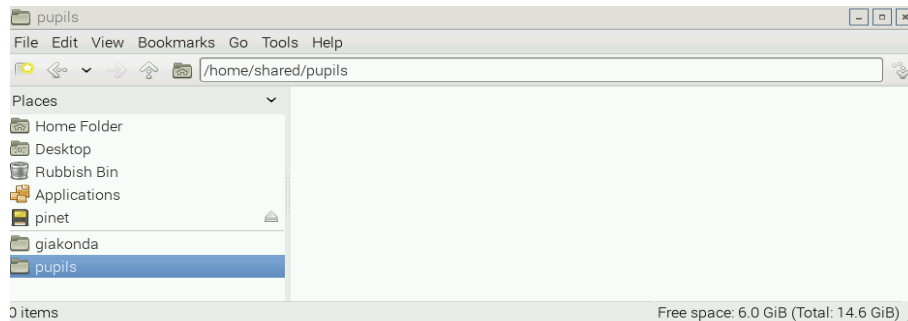 pupils
File Edit View Bookmarks Go Tools Help
/home/shared/pupils
Places
Home Folder
Desktop
Rubbish Bin
Applications
pinet
giakonda
pupils
0 items Free space: 6.0 GiB (Total: 14.6 GiB)